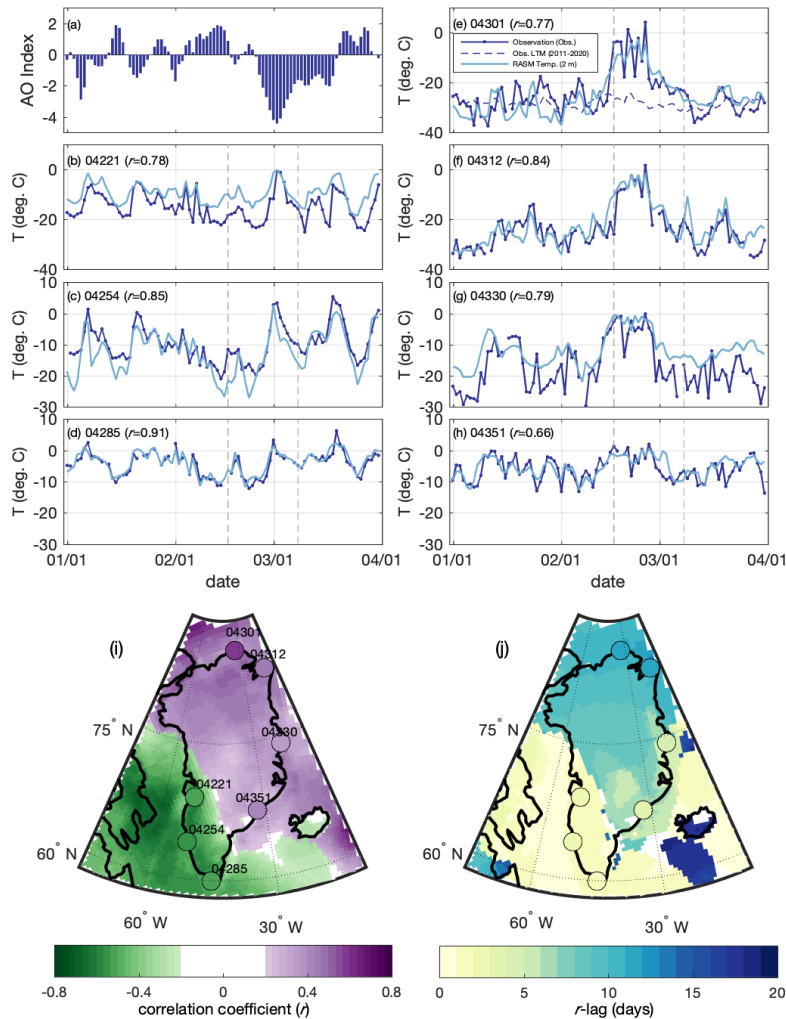 (a)
AO Index
2
0
-2
-4
(b) 04221 (r=0.78)
T (deg. C)
0
-20
-40
(c) 04254 (r=0.85)
T (deg. C)
10
0
-10
-20
-30
(d) 04285 (r=0.91)
T (deg. C)
10
0
-10
-20
-30
01/01 02/01 03/01 04/01
date
(e) 04301 (r=0.77)
Observation (Obs.)
Obs. LTM (2011-2020)
RASM Temp. (2 m)
T (deg. C)
0
-20
-40
(f) 04312 (r=0.84)
T (deg. C)
0
-20
-40
(g) 04330 (r=0.79)
T (deg. C)
10
0
-10
-20
-30
(h) 04351 (r=0.66)
T (deg. C)
10
0
-10
-20
-30
01/01 02/01 03/01 04/01
date
(i)
04301
04312
75° N
04330
04221
04351
04254
60° N
04285
60° W
30° W
-0.8 -0.4 0 0.4 0.8
correlation coefficient (r)
(j)
75° N
60° N
60° W
30° W
0 5 10 15 20
r-lag (days)